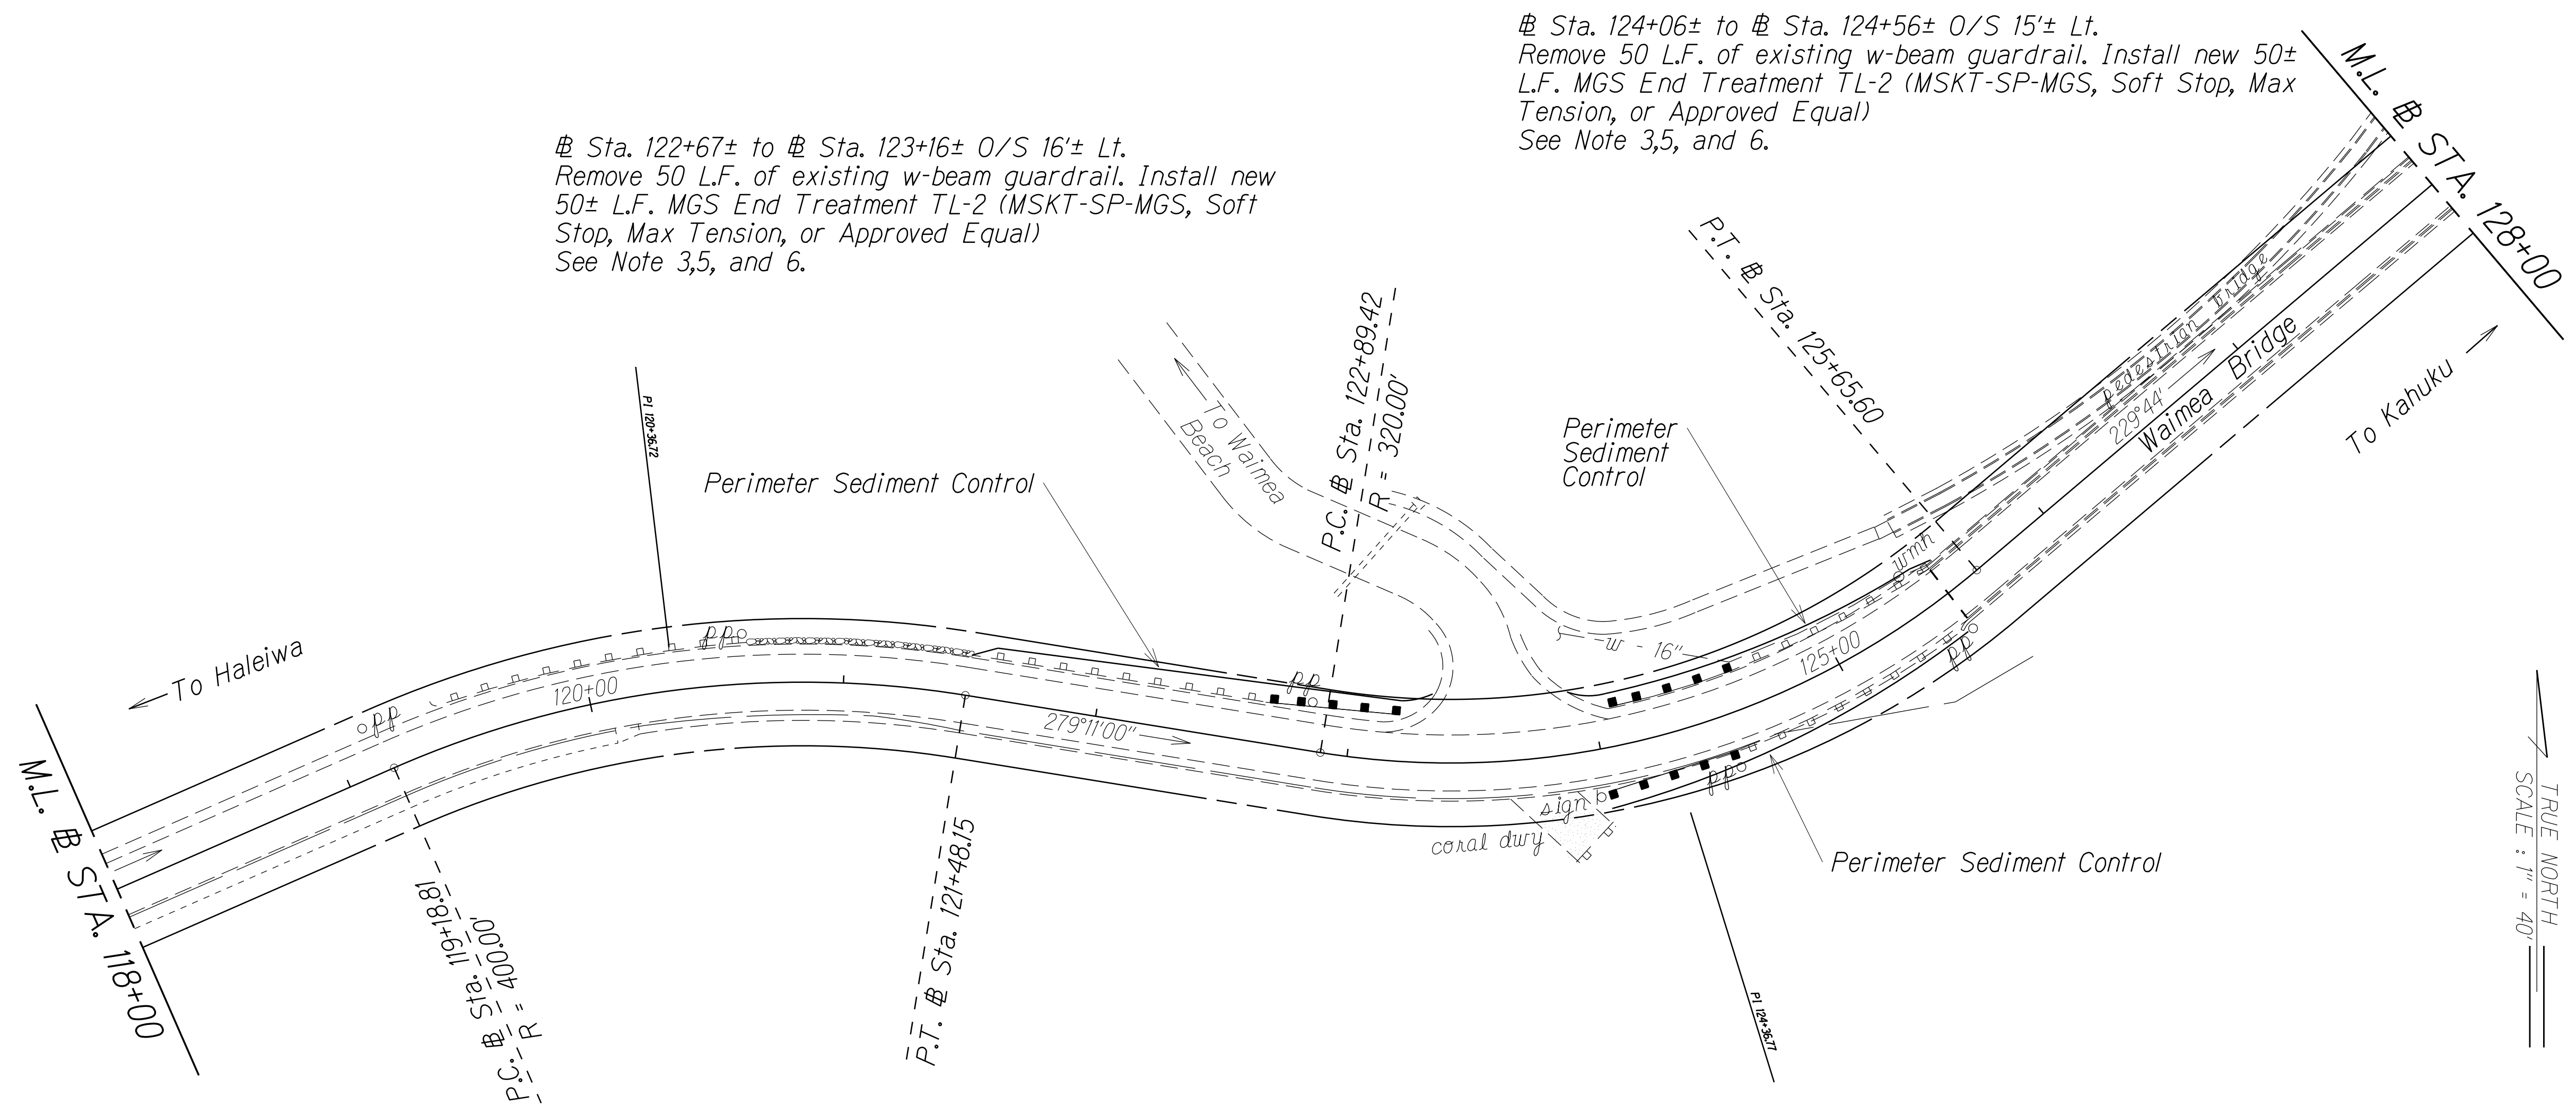 ℄ Sta. 124+06± to ℄ Sta. 124+56± O/S 15'± Lt.
Remove 50 L.F. of existing w-beam guardrail. Install new 50±
L.F. MGS End Treatment TL-2 (MSKT-SP-MGS, Soft Stop, Max
Tension, or Approved Equal)
See Note 3,5, and 6.
℄ Sta. 122+67± to ℄ Sta. 123+16± O/S 16'± Lt.
Remove 50 L.F. of existing w-beam guardrail. Install new
50± L.F. MGS End Treatment TL-2 (MSKT-SP-MGS, Soft
Stop, Max Tension, or Approved Equal)
See Note 3,5, and 6.
M.L. ℄ STA. 128+00
P.T. ℄ Sta. 125+65.60
P.C. ℄ Sta. 122+89.42
R = 320.00'
pedestrian bridge
229°44'
Waimea Bridge
To Kahuku
PI 120+36.72
To Waimea
Beach
Perimeter
Sediment
Control
Perimeter Sediment Control
wmh
w - 16"
To Haleiwa
pp
pp
pp
120+00
125+00
pp
279°11'00"
pp
sign
coral dwy
Perimeter Sediment Control
M.L. ℄ STA. 118+00
P.C. ℄ Sta. 119+18.81
R = 400.00'
P.T. ℄ Sta. 121+48.15
PI 124+36.77
TRUE NORTH
SCALE : 1" = 40'